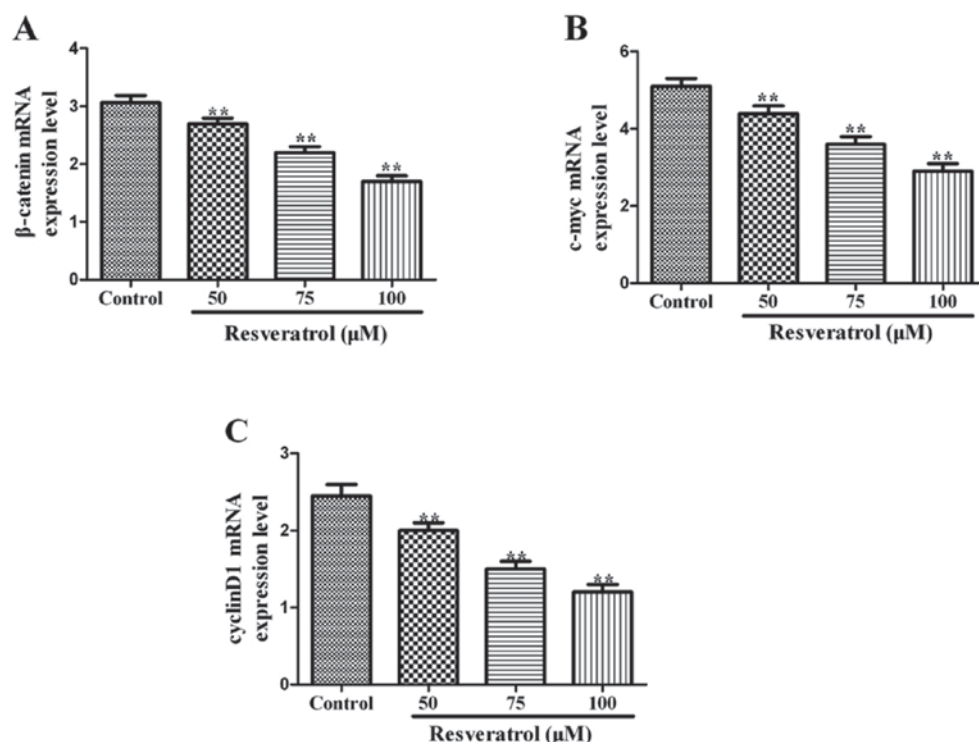 A
β-catenin mRNA
expression level
4
3
2
1
0
** ** **
Control 50 75 100
Resveratrol (μM)
B
c-myc mRNA
expression level
6
4
2
0
** ** **
Control 50 75 100
Resveratrol (μM)
C
cyclinD1 mRNA
expression level
3
2
1
0
** ** **
Control 50 75 100
Resveratrol (μM)